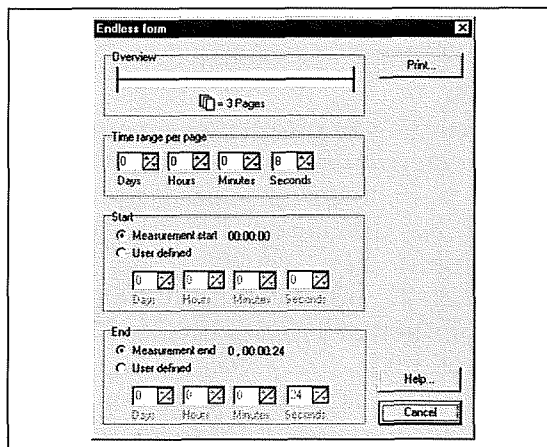 Endless form
Overview
= 3 Pages
Print...
Time range per page
0 0 0 8
Days Hours Minutes Seconds
Start
Measurement start 00:00:00
User defined
0 0 0 0
Days Hours Minutes Seconds
End
Measurement end 0 , 00:00:24
User defined
0 0 0 24
Days Hours Minutes Seconds
Help...
Cancel